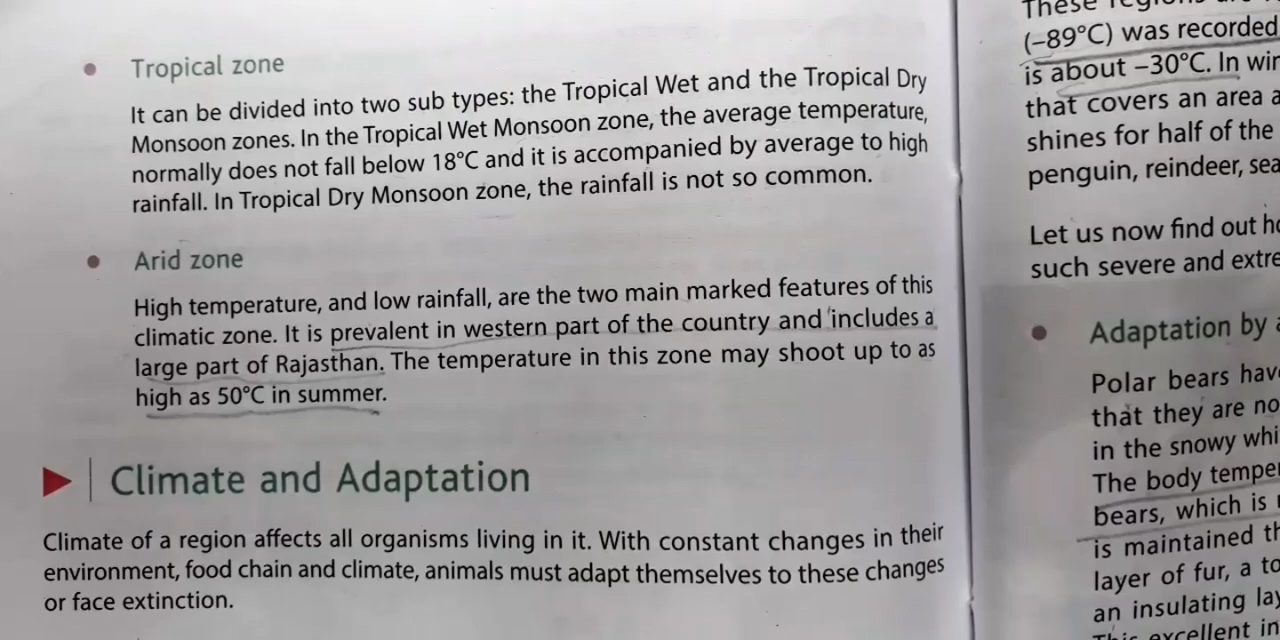 Tropical zone
It can be divided into two sub types: the Tropical Wet and the Tropical Dry
Monsoon zones. In the Tropical Wet Monsoon zone, the average temperature,
normally does not fall below 18°C and it is accompanied by average to high
rainfall. In Tropical Dry Monsoon zone, the rainfall is not so common.
Arid zone
High temperature, and low rainfall, are the two main marked features of this
climatic zone. It is prevalent in western part of the country and includes a
large part of Rajasthan. The temperature in this zone may shoot up to as
high as 50°C in summer.
Climate and Adaptation
Climate of a region affects all organisms living in it. With constant changes in their
environment, food chain and climate, animals must adapt themselves to these changes
or face extinction.
These
(–89°C) was recorded
is about –30°C. In
that covers an area
shines for half of the
penguin, reindeer,
Let us now find out
such severe and
Adaptation by
Polar bears
that they are
in the snowy
The body
bears, which is
is maintained
layer of fur, a
an insulating
excellent